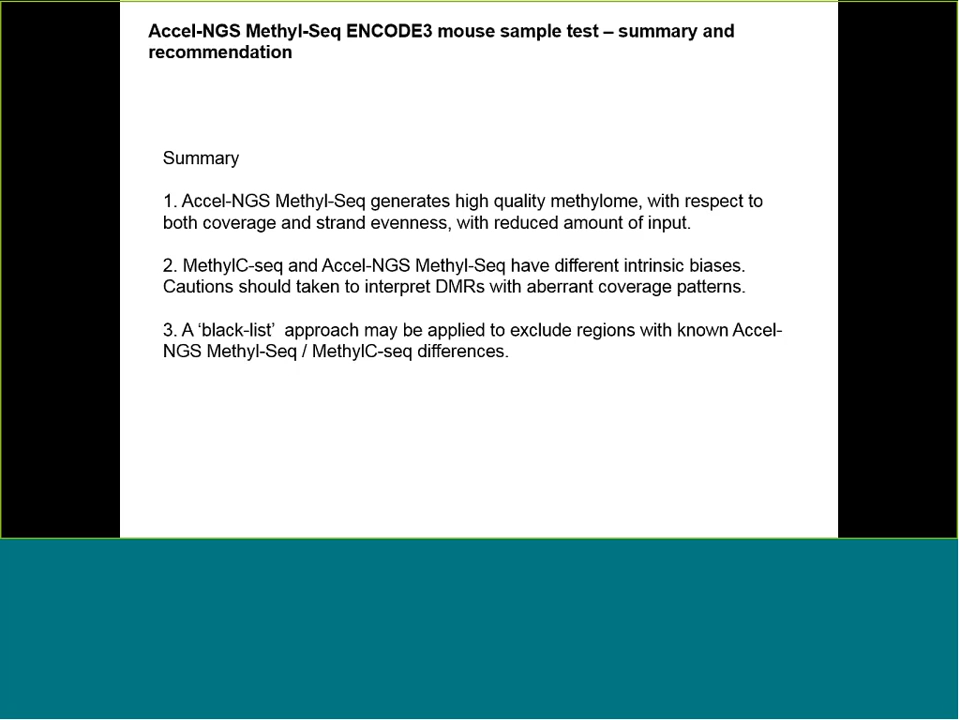 Accel-NGS Methyl-Seq ENCODE3 mouse sample test – summary and
recommendation
Summary
1. Accel-NGS Methyl-Seq generates high quality methylome, with respect to
both coverage and strand evenness, with reduced amount of input.
2. MethylC-seq and Accel-NGS Methyl-Seq have different intrinsic biases.
Cautions should taken to interpret DMRs with aberrant coverage patterns.
3. A ‘black-list’  approach may be applied to exclude regions with known Accel-
NGS Methyl-Seq / MethylC-seq differences.